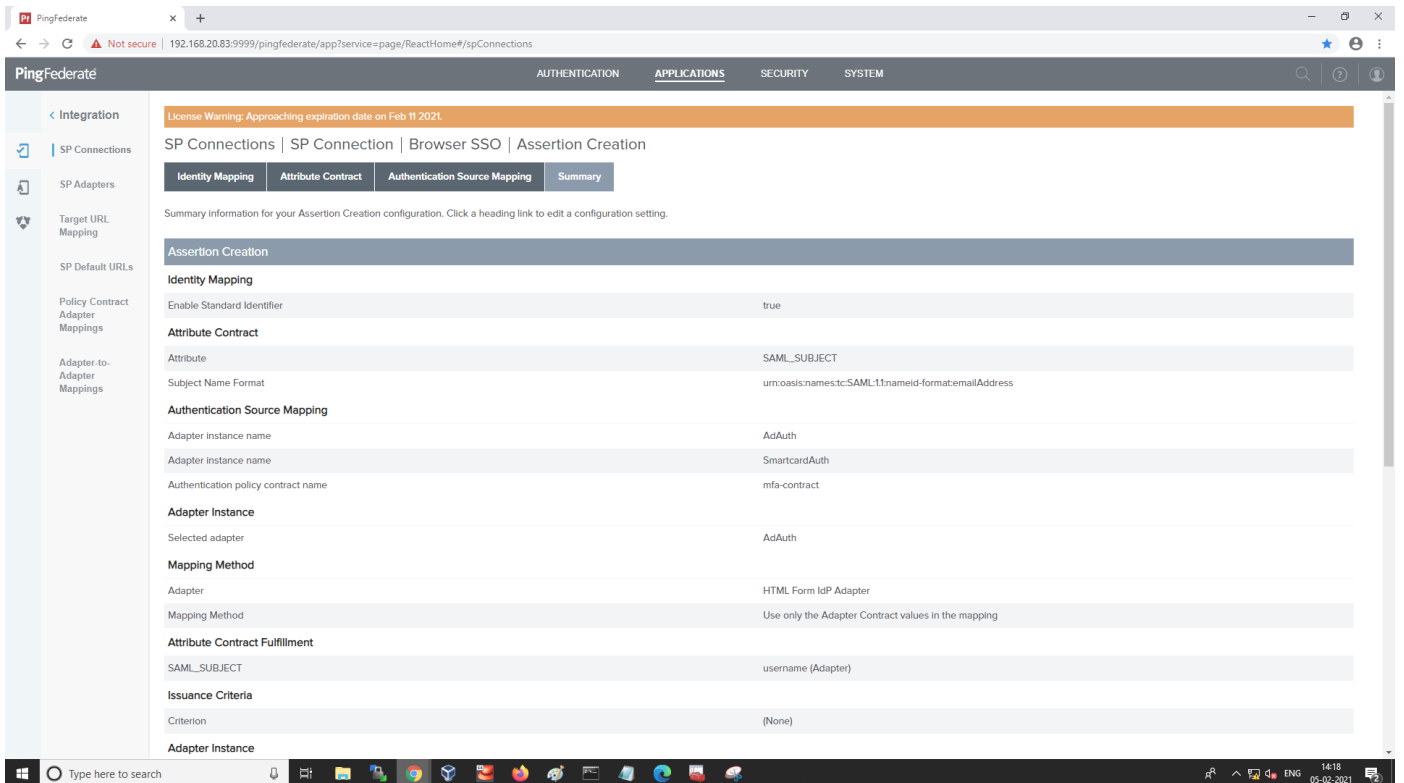 Pf PingFederate
Not secure | 192.168.20.83:9999/pingfederate/app?service=page/ReactHome#/spConnections
PingFederate AUTHENTICATION APPLICATIONS SECURITY SYSTEM
< Integration
SP Connections
SP Adapters
Target URL
Mapping
SP Default URLs
Policy Contract
Adapter
Mappings
Adapter-to-
Adapter
Mappings
License Warning: Approaching expiration date on Feb 11 2021.
SP Connections | SP Connection | Browser SSO | Assertion Creation
Identity Mapping Attribute Contract Authentication Source Mapping Summary
Summary information for your Assertion Creation configuration. Click a heading link to edit a configuration setting.
Assertion Creation
Identity Mapping
Enable Standard Identifier true
Attribute Contract
Attribute SAML_SUBJECT
Subject Name Format urn:oasis:names:tc:SAML:1.1:nameid-format:emailAddress
Authentication Source Mapping
Adapter instance name AdAuth
Adapter instance name SmartcardAuth
Authentication policy contract name mfa-contract
Adapter Instance
Selected adapter AdAuth
Mapping Method
Adapter HTML Form IdP Adapter
Mapping Method Use only the Adapter Contract values in the mapping
Attribute Contract Fulfillment
SAML_SUBJECT username (Adapter)
Issuance Criteria
Criterion (None)
Adapter Instance
Type here to search
ENG
14:18
05-02-2021
2